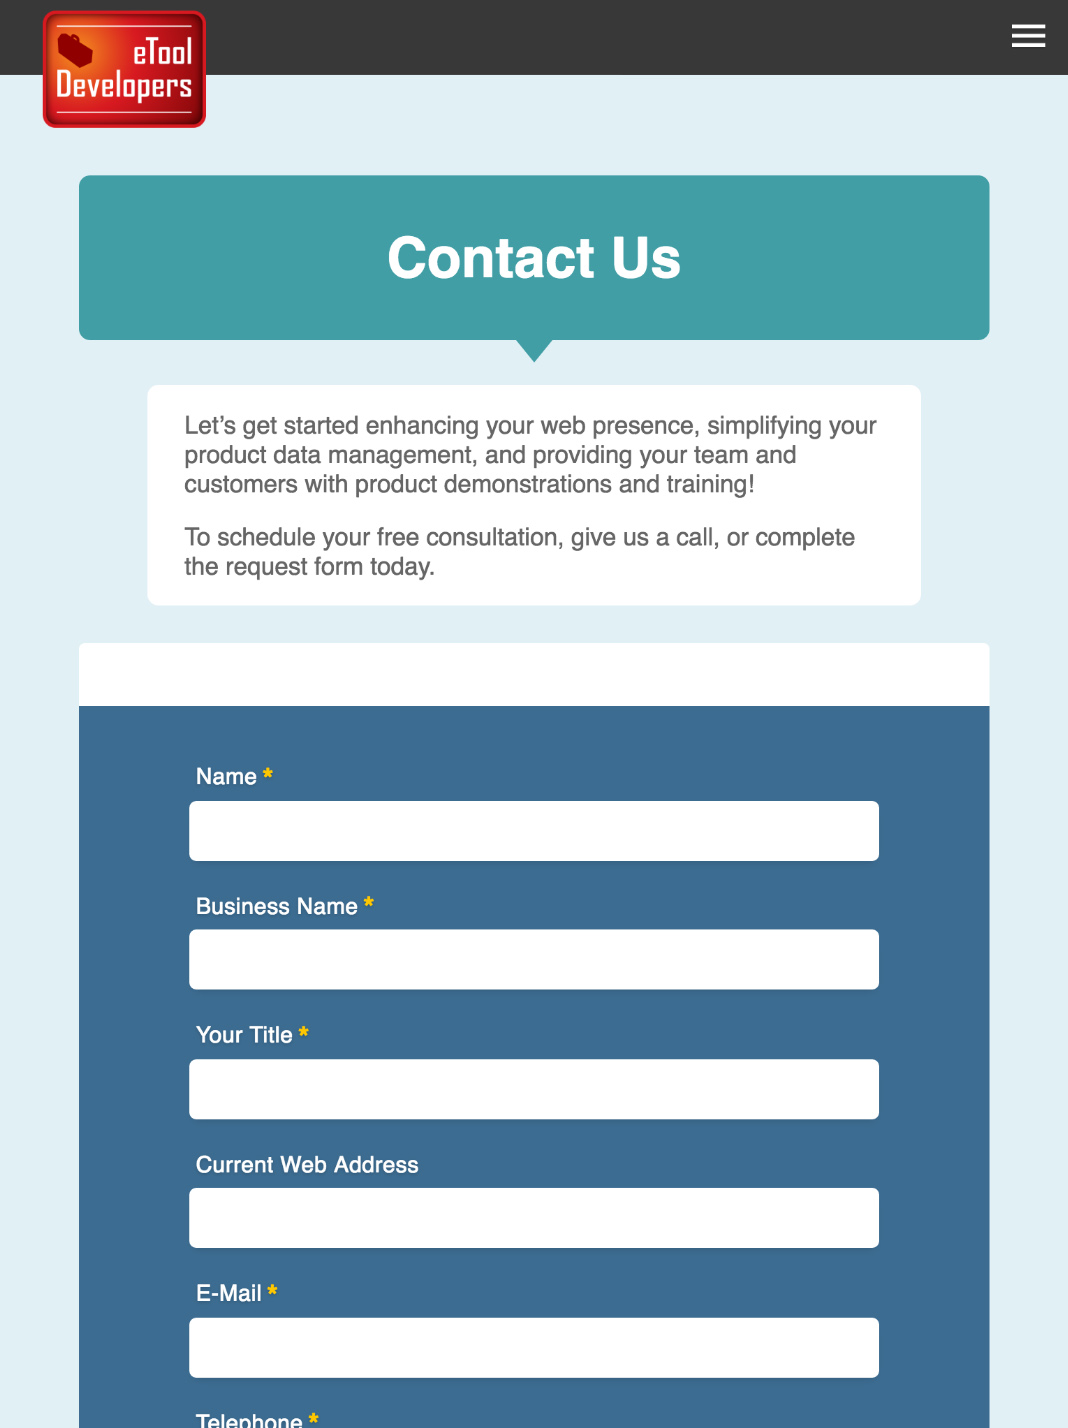 eTool
Developers
Contact Us
Let’s get started enhancing your web presence, simplifying your
product data management, and providing your team and
customers with product demonstrations and training!
To schedule your free consultation, give us a call, or complete
the request form today.
Name *
Business Name *
Your Title *
Current Web Address
E-Mail *
Telephone *